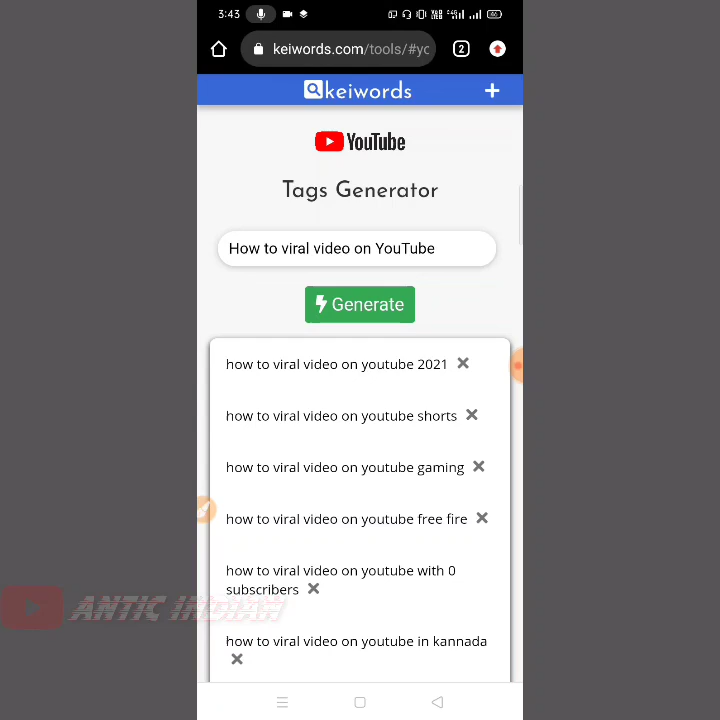 3:43
keiwords.com/tools/#yc
2
keiwords
YouTube
Tags Generator
How to viral video on YouTube
Generate
how to viral video on youtube 2021
how to viral video on youtube shorts
how to viral video on youtube gaming
how to viral video on youtube free fire
how to viral video on youtube with 0
subscribers
how to viral video on youtube in kannada
ANTIC INDIAN